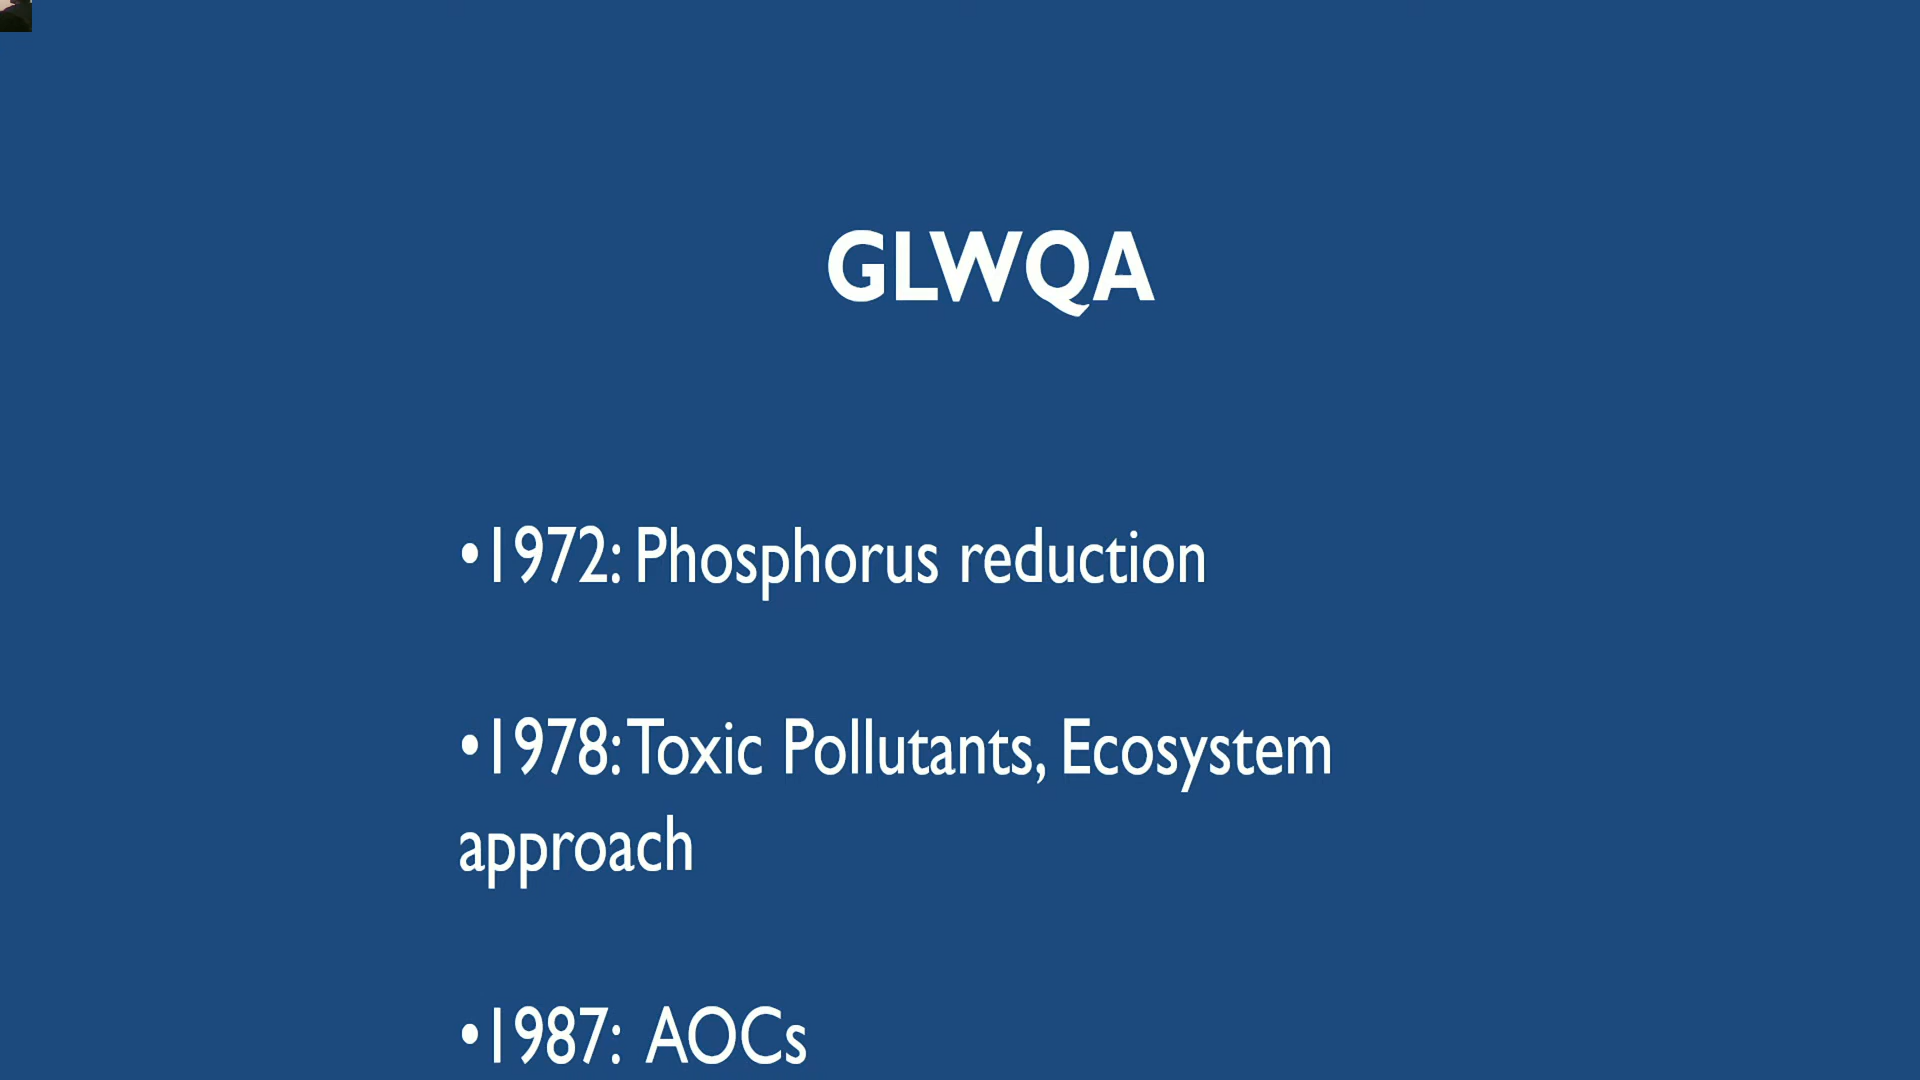 GLWQA
•1972: Phosphorus reduction
•1978: Toxic Pollutants, Ecosystem
approach
•1987: AOCs